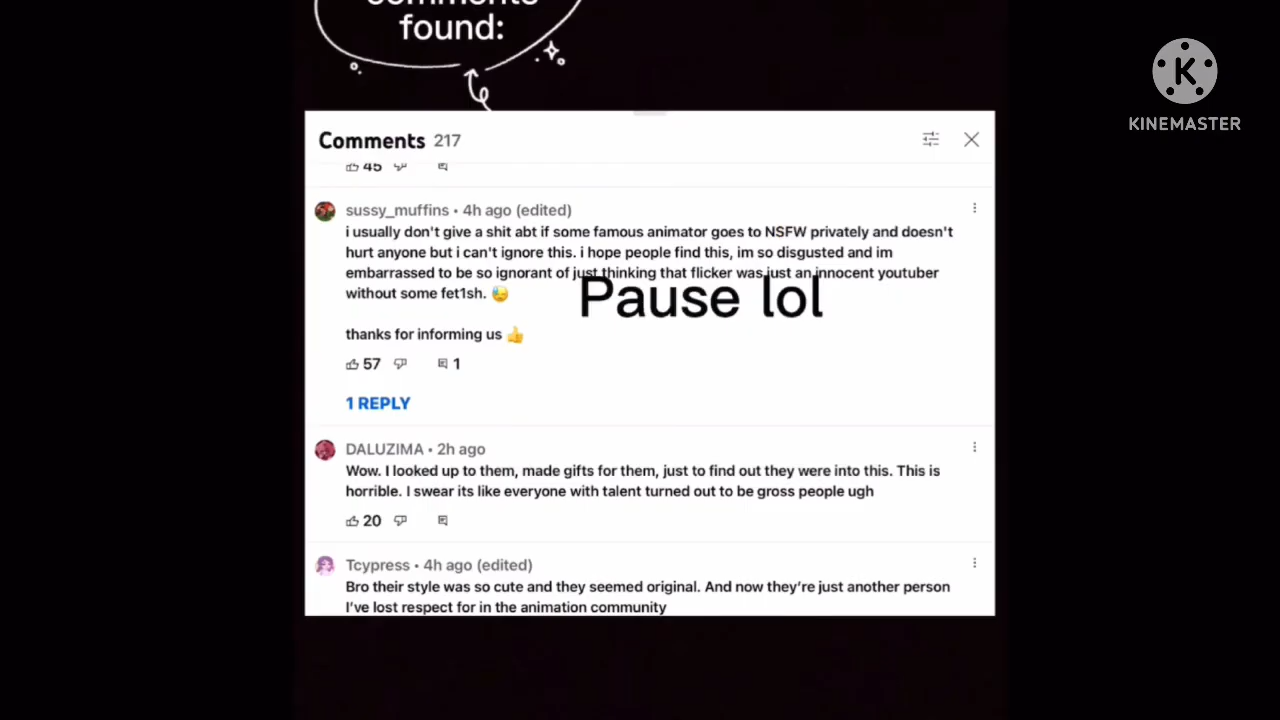 comments
found:
KINEMASTER
Comments 217
45
sussy_muffins • 4h ago (edited)
i usually don't give a shit abt if some famous animator goes to NSFW privately and doesn't
hurt anyone but i can't ignore this. i hope people find this, im so disgusted and im
embarrassed to be so ignorant of just thinking that flicker was just an innocent youtuber
without some fet1sh. 😓
Pause lol
thanks for informing us 👍
57 1
1 REPLY
DALUZIMA • 2h ago
Wow. I looked up to them, made gifts for them, just to find out they were into this. This is
horrible. I swear its like everyone with talent turned out to be gross people ugh
20
Tcypress • 4h ago (edited)
Bro their style was so cute and they seemed original. And now they’re just another person
I’ve lost respect for in the animation community